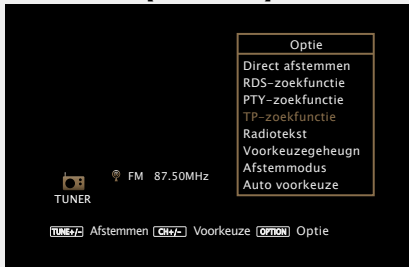 Optie
Direct afstemmen
RDS-zoekfunctie
PTY-zoekfunctie
TP-zoekfunctie
Radiotekst
Voorkeuzegeheugn
Afstemmodus
Auto voorkeuze
FM 87.50MHz
TUNER
TUNE+/- Afstemmen CH+/- Voorkeuze OPTION Optie